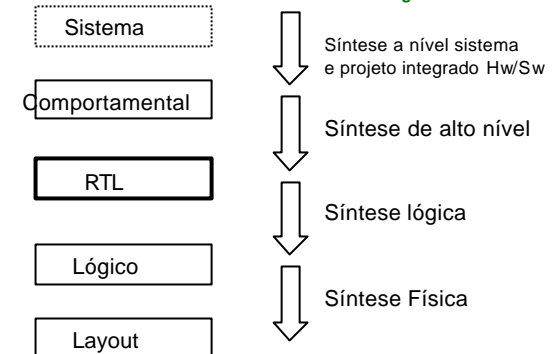 Sistema
Síntese a nível sistema
e projeto integrado Hw/Sw
Comportamental
Síntese de alto nível
RTL
Síntese lógica
Lógico
Síntese Física
Layout